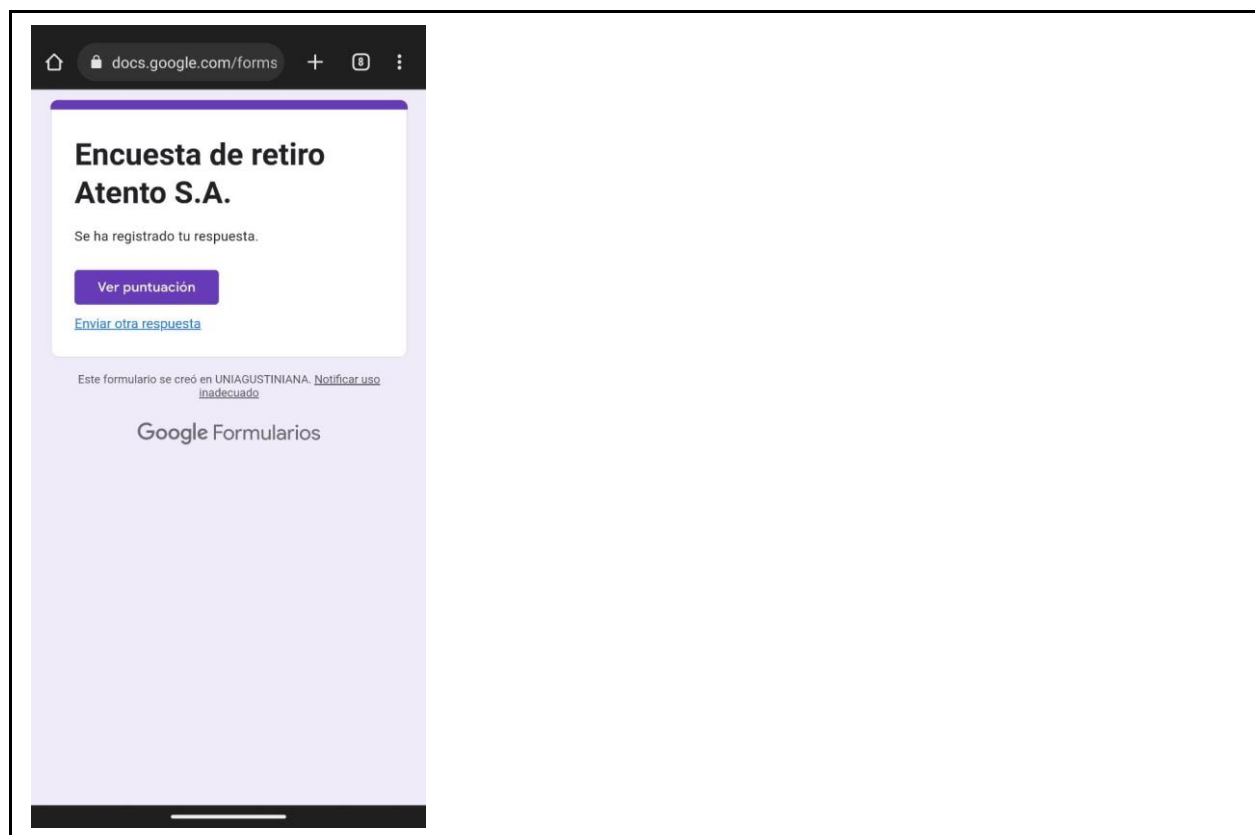 docs.google.com/forms
8
Encuesta de retiro
Atento S.A.
Se ha registrado tu respuesta.
Ver puntuación
Enviar otra respuesta
Este formulario se creó en UNIAGUSTINIANA. Notificar uso
inadecuado
Google Formularios